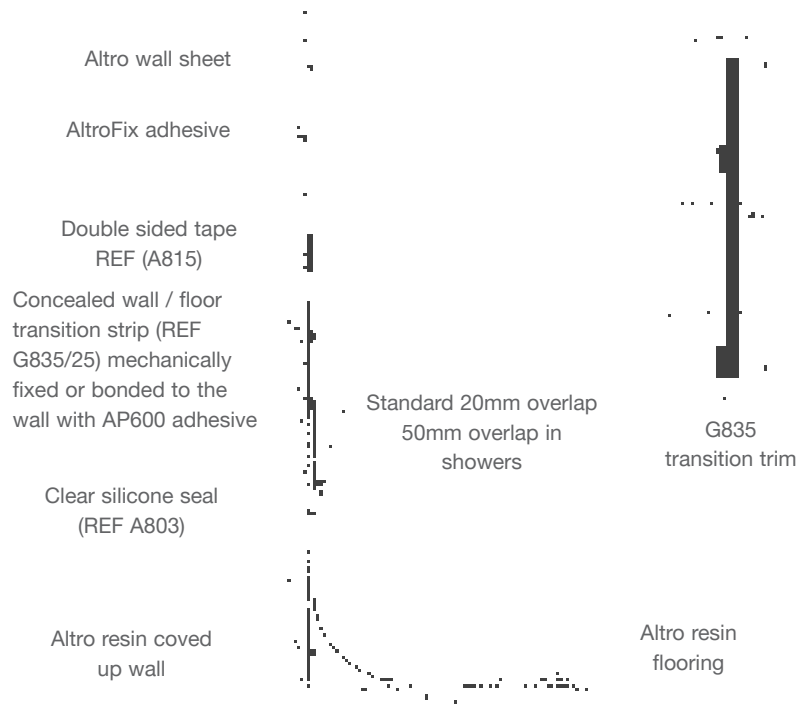 Altro wall sheet
AltroFix adhesive
Double sided tape
REF (A815)
Concealed wall / floor
transition strip (REF
G835/25) mechanically
fixed or bonded to the
wall with AP600 adhesive
Standard 20mm overlap
50mm overlap in
showers
G835
transition trim
Clear silicone seal
(REF A803)
Altro resin coved
up wall
Altro resin
flooring